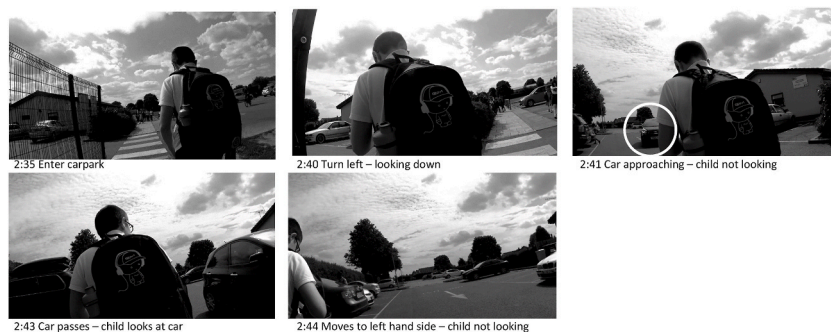 2:35 Enter carpark
2:40 Turn left – looking down
2:41 Car approaching – child not looking
2:43 Car passes – child looks at car
2:44 Moves to left hand side – child not looking